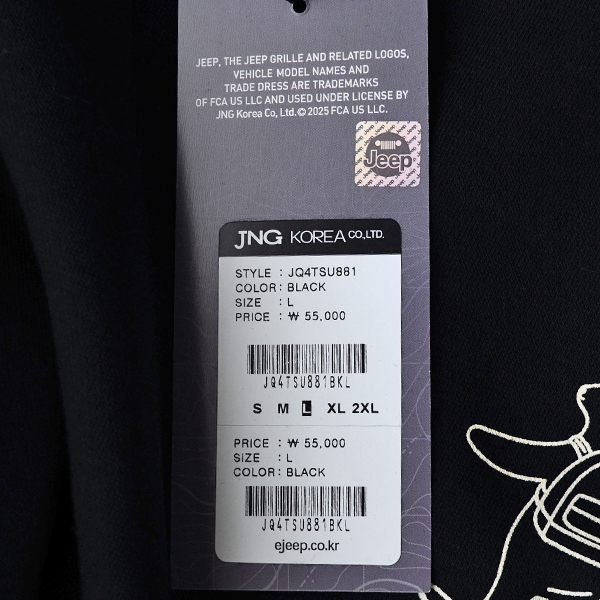 JEEP, THE JEEP GRILLE AND RELATED LOGOS,
VEHICLE MODEL NAMES AND
TRADE DRESS ARE TRADEMARKS
OF FCA US LLC AND USED UNDER LICENSE BY
JNG Korea Co, Ltd. © 2025 FCA US LLC.
Jeep
JNG KOREA CO.,LTD.
STYLE : JQ4TSU881
COLOR : BLACK
SIZE : L
PRICE : ₩ 55,000
JQ4TSU881BKL
S M L XL 2XL
PRICE : ₩ 55,000
SIZE : L
COLOR : BLACK
JQ4TSU881BKL
ejeep.co.kr